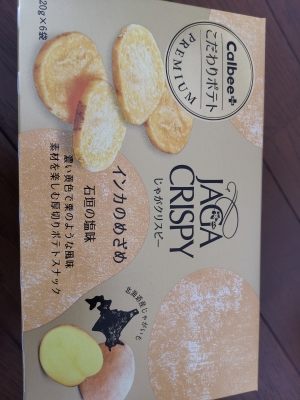 Calbee
こだわりポテト
PREMIUM
JAGA
CRISPY
じゃがクリスピー
インカのめざめ
石垣の塩味
濃い黄色で栗のような風味
素材を楽しむ厚切りポテトスナック
北海道産じゃがいも
20g×6袋